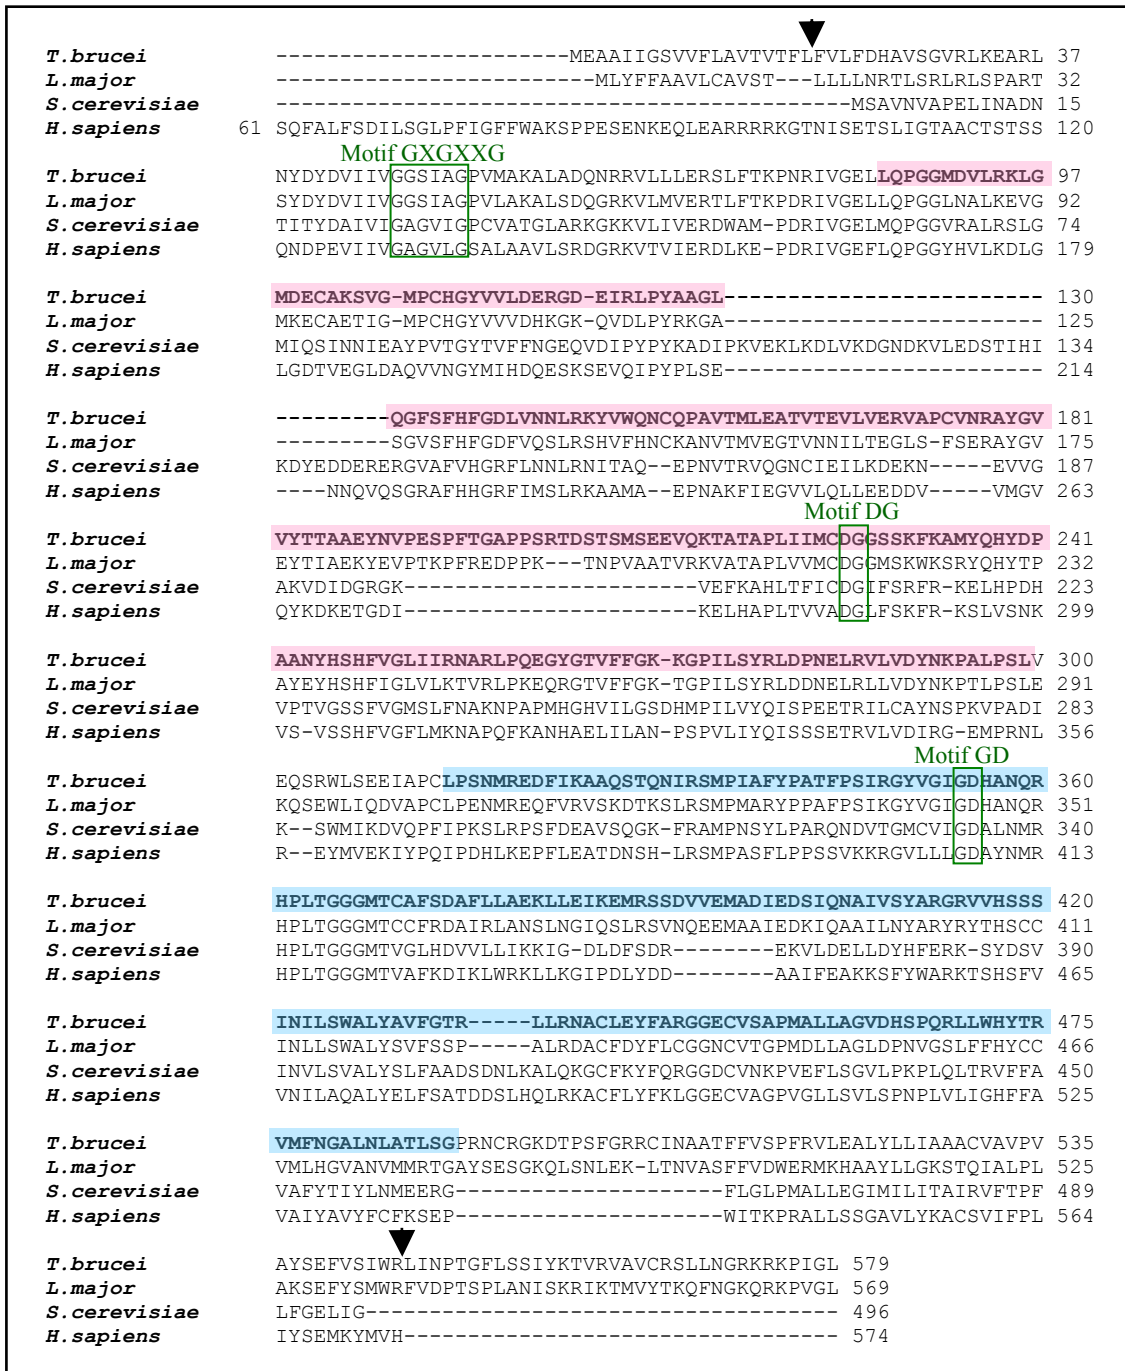 T.brucei -----------------------MEAAIIGSVVFLAVTVTFLFVLFDHAVSGVRLKEARL 37
L.major -------------------------MLYFFAAVLCAVST---LLLLNRTLSRLRLSPART 32
S.cerevisiae ---------------------------------------------MSAVNVAPELINADN 15
H.sapiens 61 SQFALFSDILSGLPFIGFFWAKSPPESENKEQLEARRRRKGTNISETSLIGTAACTSTSS 120
Motif GXGXXG
T.brucei NYDYDVIIVGGSIAGPVMAKALADQNRRVLLLERSLFTKPNRIVGELLQPGGMDVLRKLG 97
L.major SYDYDVIIVGGSIAGPVLAKALSDQGRKVLMVERTLFTKPDRIVGELLQPGGLNALKEVG 92
S.cerevisiae TITYDAIVIGAGVIGPCVATGLARKGKKVLIVERDWAM-PDRIVGELMQPGGVRALRSLG 74
H.sapiens QNDPEVIIVGAGVLGSALAAVLSRDGRKVTVIERDLKE-PDRIVGEFLQPGGYHVLKDLG 179
T.brucei MDECAKSVG-MPCHGYVVLDERGD-EIRLPYAAGL------------------------- 130
L.major MKECAETIG-MPCHGYVVVDHKGK-QVDLPYRKGA------------------------- 125
S.cerevisiae MIQSINNIEAYPVTGYTVFFNGEQVDIPYPYKADIPKVEKLKDLVKDGNDKVLEDSTIHI 134
H.sapiens LGDTVEGLDAQVVNGYMIHDQESKSEVQIPYPLSE------------------------- 214
T.brucei ---------QGFSFHFGDLVNNLRKYVWQNCQPAVTMLEATVTEVLVERVAPCVNRAYGV 181
L.major ---------SGVSFHFGDFVQSLRSHVFHNCKANVTMVEGTVNNILTEGLS-FSERAYGV 175
S.cerevisiae KDYEDDERERGVAFVHGRFLNNLRNITAQ--EPNVTRVQGNCIEILKDEKN-----EVVG 187
H.sapiens ----NNQVQSGRAFHHGRFIMSLRKAAMA--EPNAKFIEGVVLQLLEEDDV-----VMGV 263
Motif DG
T.brucei VYTTAAEYNVPESPFTGAPPSRTDSTSMSEEVQKTATAPLIIMCDGGSSKFKAMYQHYDP 241
L.major EYTIAEKYEVPTKPFREDPPK---TNPVAATVRKVATAPLVVMCDGGMSKWKSRYQHYTP 232
S.cerevisiae AKVDIDGRGK-----------------------VEFKAHLTFICDGIFSRFR-KELHPDH 223
H.sapiens QYKDKETGDI-----------------------KELHAPLTVVADGLFSKFR-KSLVSNK 299
T.brucei AANYHSHFVGLIIRNARLPQEGYGTVFFGK-KGPILSYRLDPNELRVLVDYNKPALPSLV 300
L.major AYEYHSHFIGLVLKTVRLPKEQRGTVFFGK-TGPILSYRLDDNELRLLVDYNKPTLPSLE 291
S.cerevisiae VPTVGSSFVGMSLFNAKNPAPMHGHVILGSDHMPILVYQISPEETRILCAYNSPKVPADI 283
H.sapiens VS-VSSHFVGFLMKNAPQFKANHAELILAN-PSPVLIYQISSSETRVLVDIRG-EMPRNL 356
Motif GD
T.brucei EQSRWLSEEIAPCLPSNMREDFIKAAQSTQNIRSMPIAFYPATFPSIRGYVGIGDHANQR 360
L.major KQSEWLIQDVAPCLPENMREQFVRVSKDTKSLRSMPMARYPPAFPSIKGYVGIGDHANQR 351
S.cerevisiae K--SWMIKDVQPFIPKSLRPSFDEAVSQGK-FRAMPNSYLPARQNDVTGMCVIGDALNMR 340
H.sapiens R--EYMVEKIYPQIPDHLKEPFLEATDNSH-LRSMPASFLPPSSVKKRGVLLLGDAYNMR 413
T.brucei HPLTGGGMTCAFSDAFLLAEKLLEIKEMRSSDVVEMADIEDSIQNAIVSYARGRVVHSSS 420
L.major HPLTGGGMTCCFRDAIRLANSLNGIQSLRSVNQEEMAAIEDKIQAAILNYARYRYTHSCC 411
S.cerevisiae HPLTGGGMTVGLHDVVLLIKKIG-DLDFSDR--------EKVLDELLDYHFERK-SYDSV 390
H.sapiens HPLTGGGMTVAFKDIKLWRKLLKGIPDLYDD--------AAIFEAKKSFYWARKTSHSFV 465
T.brucei INILSWALYAVFGTR-----LLRNACLEYFARGGECVSAPMALLAGVDHSPQRLLWHYTR 475
L.major INLLSWALYSVFSSP-----ALRDACFDYFLCGGNCVTGPMDLLAGLDPNVGSLFFHYCC 466
S.cerevisiae INVLSVALYSLFAADSDNLKALQKGCFKYFQRGGDCVNKPVEFLSGVLPKPLQLTRVFFA 450
H.sapiens VNILAQALYELFSATDDSLHQLRKACFLYFKLGGECVAGPVGLLSVLSPNPLVLIGHFFA 525
T.brucei VMFNGALNLATLSGPRNCRGKDTPSFGRRCINAATFFVSPFRVLEALYLLIAAACVAVPV 535
L.major VMLHGVANVMMRTGAYSESGKQLSNLEK-LTNVASFFVDWERMKHAAYLLGKSTQIALPL 525
S.cerevisiae VAFYTIYLNMEERG---------------------FLGLPMALLEGIMILITAIRVFTPF 489
H.sapiens VAIYAVYFCFKSEP---------------------WITKPRALLSSGAVLYKACSVIFPL 564
T.brucei AYSEFVSIWRLINPTGFLSSIYKTVRVAVCRSLLNGRKRKPIGL 579
L.major AKSEFYSMWRFVDPTSPLANISKRIKTMVYTKQFNGKQRKPVGL 569
S.cerevisiae LFGELIG------------------------------------- 496
H.sapiens IYSEMKYMVH---------------------------------- 574